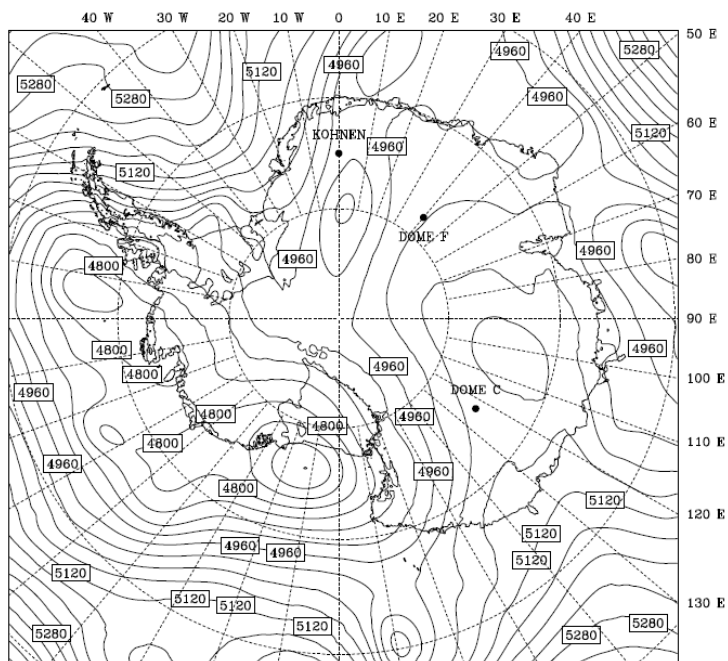 40 W 30 W 20 W 10 W 0 10 E 20 E 30 E 40 E
50 E
5280 5120 4960 4960 5280
5280 5280 4960
60 E
KOHNEN 4960 5120
5120
70 E
DOME F
4960 4960
4800 80 E
90 E
4800 4960
4800 4960
100 E
4960 DOME C
4800 4960
4800
4800 110 E
4960 4960
4800 5120
120 E
4960 4960 5120
5120
5120
5120 5120 130 E
5280 5280